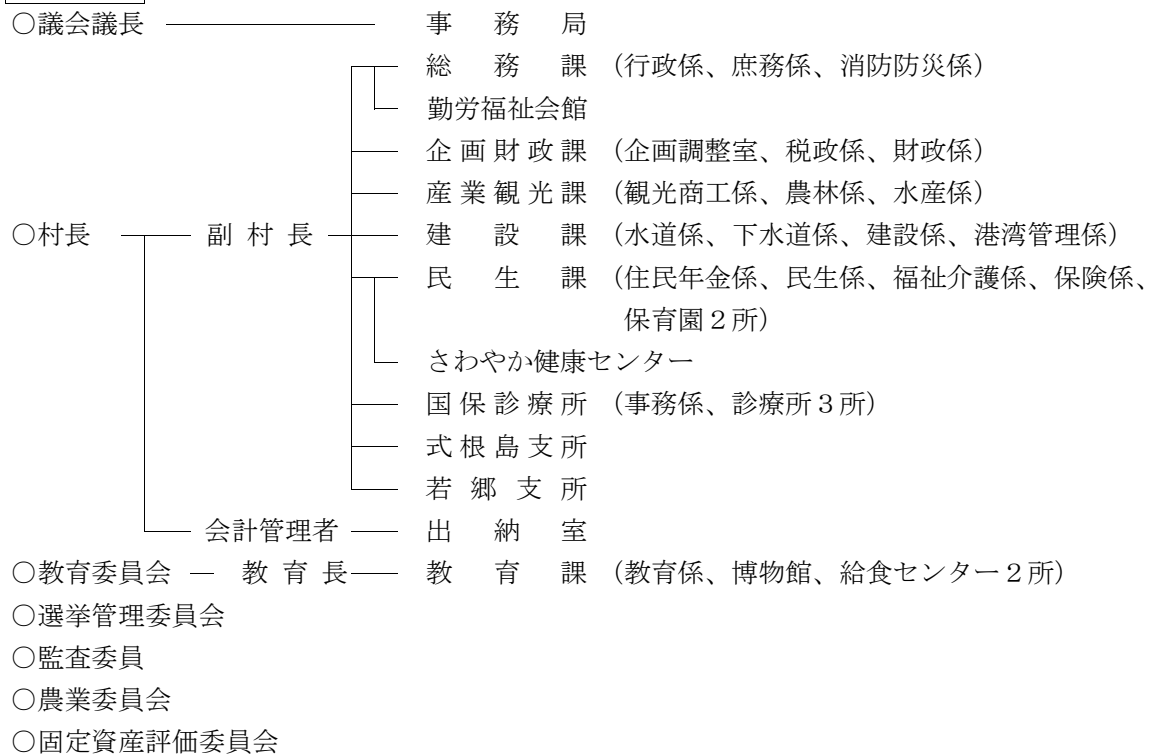 ○議会議長 事務局
総務課 (行政係、庶務係、消防防災係)
勤労福祉会館
企画財政課 (企画調整室、税政係、財政係)
産業観光課 (観光商工係、農林係、水産係)
○村長 副村長 建設課 (水道係、下水道係、建設係、港湾管理係)
民生課 (住民年金係、民生係、福祉介護係、保険係、
保育園2所)
さわやか健康センター
国保診療所 (事務係、診療所3所)
式根島支所
若郷支所
会計管理者 出納室
○教育委員会 教育長 教育課 (教育係、博物館、給食センター2所)
○選挙管理委員会
○監査委員
○農業委員会
○固定資産評価委員会